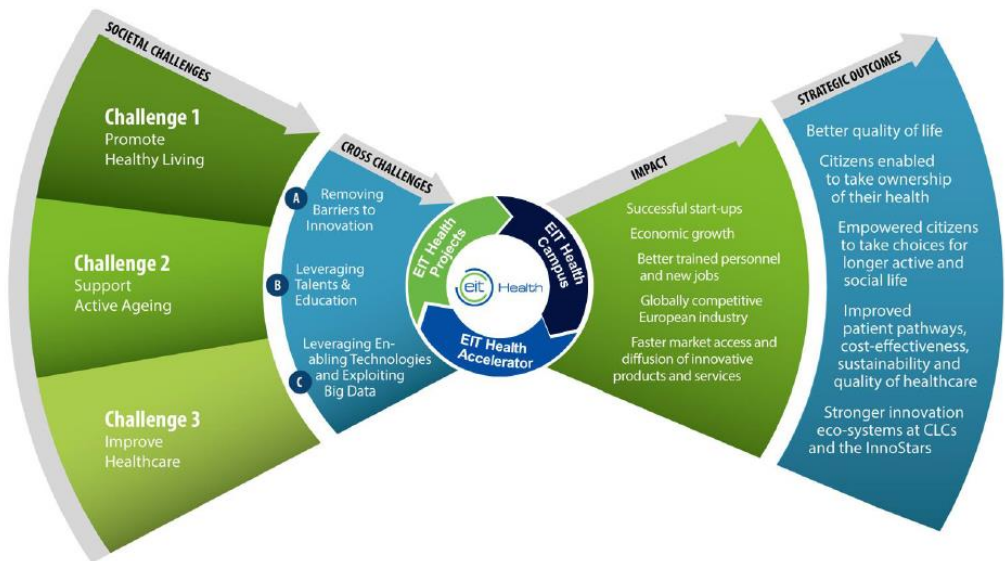 SOCIETAL CHALLENGES
Challenge 1
Promote
Healthy Living
Challenge 2
Support
Active Ageing
Challenge 3
Improve
Healthcare
CROSS CHALLENGES
A
Removing
Barriers to
Innovation
B
Leveraging
Talents &
Education
C
Leveraging En-
abling Technologies
and Exploiting
Big Data
EIT Health
Projects
EIT Health
Campus
EIT Health
Accelerator
eit Health
IMPACT
Successful start-ups
Economic growth
Better trained personnel
and new jobs
Globally competitive
European industry
Faster market access and
diffusion of innovative
products and services
STRATEGIC OUTCOMES
Better quality of life
Citizens enabled
to take ownership
of their health
Empowered citizens
to take choices for
longer active and
social life
Improved
patient pathways,
cost-effectiveness,
sustainability and
quality of healthcare
Stronger innovation
eco-systems at CLCs
and the InnoStars